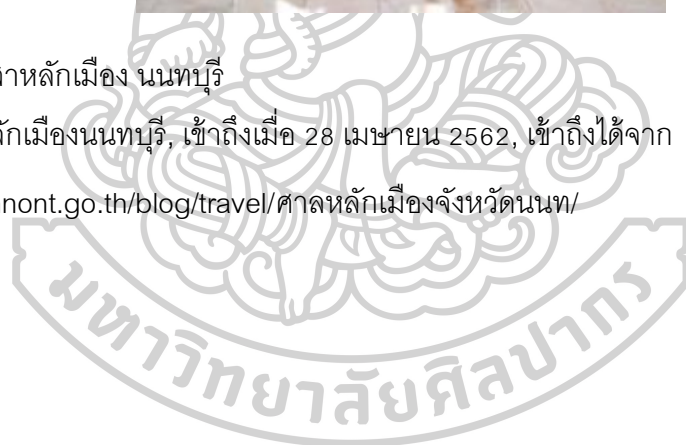 หลักเมือง นนทบุรี
หลักเมืองนนทบุรี, เข้าถึงเมื่อ 28 เมษายน 2562, เข้าถึงได้จาก
nont.go.th/blog/travel/ศาลหลักเมืองจังหวัดนนท/
มหาวิทยาลัยศิลปากร